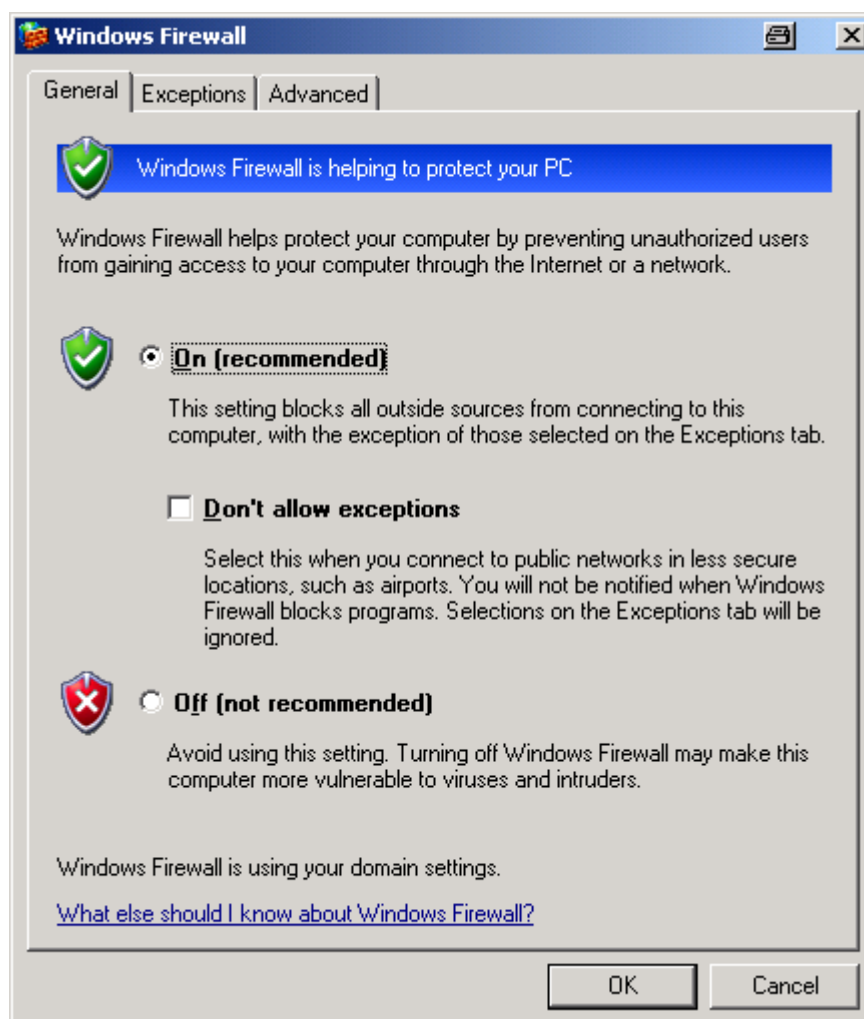 Windows Firewall
General Exceptions Advanced
Windows Firewall is helping to protect your PC
Windows Firewall helps protect your computer by preventing unauthorized users
from gaining access to your computer through the Internet or a network.
On (recommended)
This setting blocks all outside sources from connecting to this
computer, with the exception of those selected on the Exceptions tab.
Don't allow exceptions
Select this when you connect to public networks in less secure
locations, such as airports. You will not be notified when Windows
Firewall blocks programs. Selections on the Exceptions tab will be
ignored.
Off (not recommended)
Avoid using this setting. Turning off Windows Firewall may make this
computer more vulnerable to viruses and intruders.
Windows Firewall is using your domain settings.
What else should I know about Windows Firewall?
OK Cancel